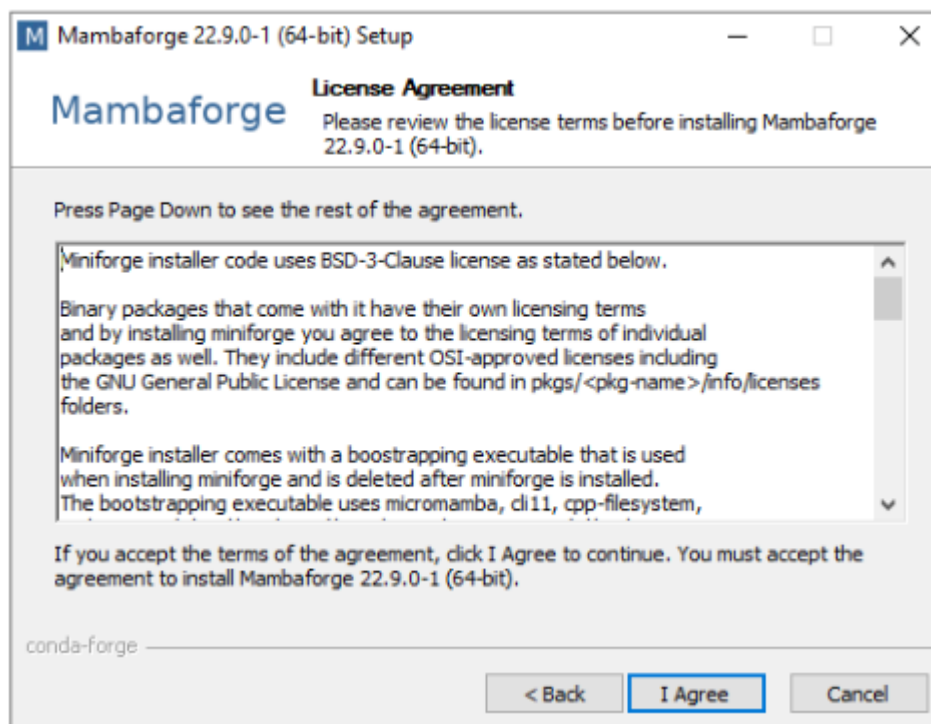 M Mambaforge 22.9.0-1 (64-bit) Setup
Mambaforge
License Agreement
Please review the license terms before installing Mambaforge
22.9.0-1 (64-bit).
Press Page Down to see the rest of the agreement.
Miniforge installer code uses BSD-3-Clause license as stated below.
Binary packages that come with it have their own licensing terms
and by installing miniforge you agree to the licensing terms of individual
packages as well. They include different OSI-approved licenses including
the GNU General Public License and can be found in pkgs/<pkg-name>/info/licenses
folders.
Miniforge installer comes with a boostrapping executable that is used
when installing miniforge and is deleted after miniforge is installed.
The bootstrapping executable uses micromamba, cli11, cpp-filesystem,
If you accept the terms of the agreement, click I Agree to continue. You must accept the
agreement to install Mambaforge 22.9.0-1 (64-bit).
conda-forge
< Back
I Agree
Cancel